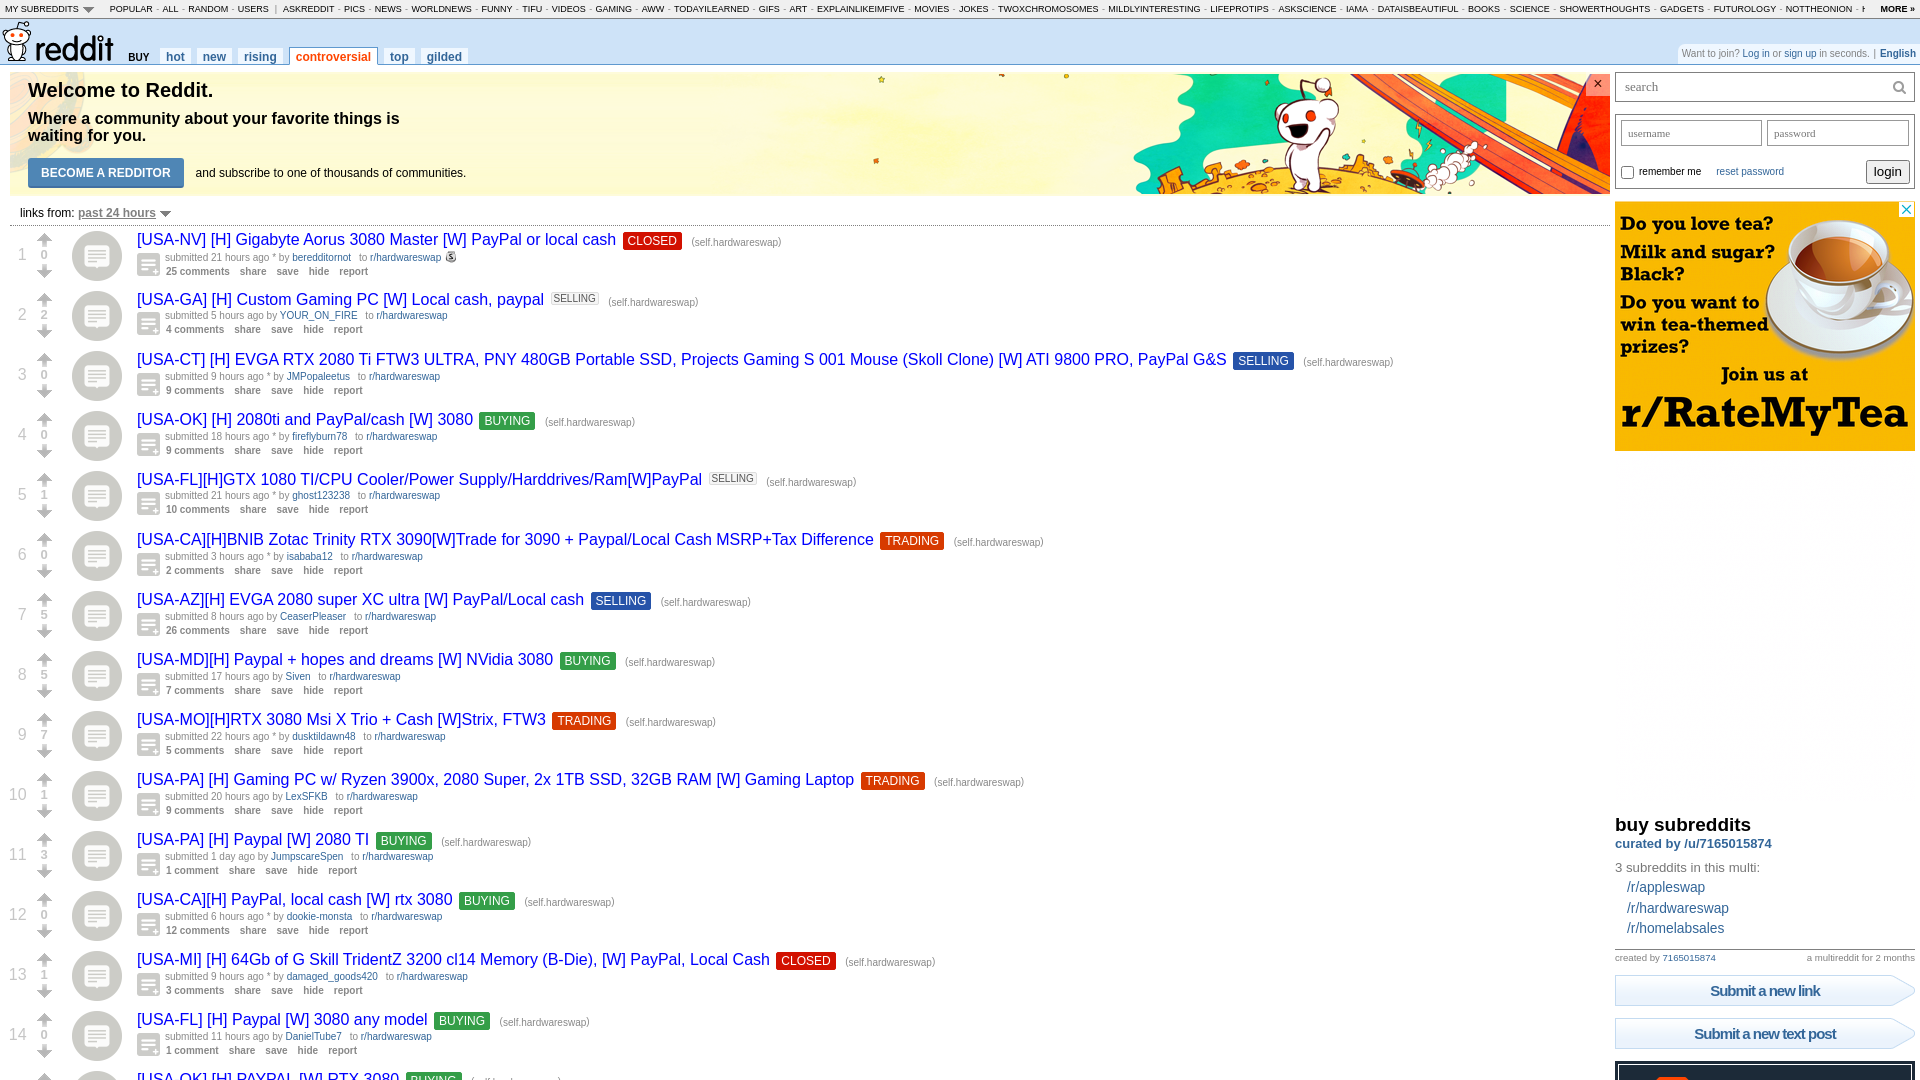 MY SUBREDDITS POPULAR - ALL - RANDOM - USERS | ASKREDDIT - PICS - NEWS - WORLDNEWS - FUNNY - TIFU - VIDEOS - GAMING - AWW - TODAYILEARNED - GIFS - ART - EXPLAINLIKEIMFIVE - MOVIES - JOKES - TWOXCHROMOSOMES - MILDLYINTERESTING - LIFEPROTIPS - ASKSCIENCE - IAMA - DATAISBEAUTIFUL - BOOKS - SCIENCE - SHOWERTHOUGHTS - GADGETS - FUTUROLOGY - NOTTHEONION - MORE »
reddit BUY hot new rising controversial top gilded
Want to join? Log in or sign up in seconds. | English
Welcome to Reddit.
Where a community about your favorite things is
waiting for you.
BECOME A REDDITOR and subscribe to one of thousands of communities.
×
links from: past 24 hours
1 0 [USA-NV] [H] Gigabyte Aorus 3080 Master [W] PayPal or local cash CLOSED (self.hardwareswap)
submitted 21 hours ago * by beredditornot to r/hardwareswap
25 comments share save hide report
2 2 [USA-GA] [H] Custom Gaming PC [W] Local cash, paypal SELLING (self.hardwareswap)
submitted 5 hours ago by YOUR_ON_FIRE to r/hardwareswap
4 comments share save hide report
3 0 [USA-CT] [H] EVGA RTX 2080 Ti FTW3 ULTRA, PNY 480GB Portable SSD, Projects Gaming S 001 Mouse (Skoll Clone) [W] ATI 9800 PRO, PayPal G&S SELLING (self.hardwareswap)
submitted 9 hours ago * by JMPopaleetus to r/hardwareswap
9 comments share save hide report
4 0 [USA-OK] [H] 2080ti and PayPal/cash [W] 3080 BUYING (self.hardwareswap)
submitted 18 hours ago * by fireflyburn78 to r/hardwareswap
9 comments share save hide report
5 1 [USA-FL][H]GTX 1080 TI/CPU Cooler/Power Supply/Harddrives/Ram[W]PayPal SELLING (self.hardwareswap)
submitted 21 hours ago * by ghost123238 to r/hardwareswap
10 comments share save hide report
6 0 [USA-CA][H]BNIB Zotac Trinity RTX 3090[W]Trade for 3090 + Paypal/Local Cash MSRP+Tax Difference TRADING (self.hardwareswap)
submitted 3 hours ago * by isababa12 to r/hardwareswap
2 comments share save hide report
7 5 [USA-AZ][H] EVGA 2080 super XC ultra [W] PayPal/Local cash SELLING (self.hardwareswap)
submitted 8 hours ago by CeaserPleaser to r/hardwareswap
26 comments share save hide report
8 5 [USA-MD][H] Paypal + hopes and dreams [W] NVidia 3080 BUYING (self.hardwareswap)
submitted 17 hours ago by Siven to r/hardwareswap
7 comments share save hide report
9 7 [USA-MO][H]RTX 3080 Msi X Trio + Cash [W]Strix, FTW3 TRADING (self.hardwareswap)
submitted 22 hours ago * by dusktildawn48 to r/hardwareswap
5 comments share save hide report
10 1 [USA-PA] [H] Gaming PC w/ Ryzen 3900x, 2080 Super, 2x 1TB SSD, 32GB RAM [W] Gaming Laptop TRADING (self.hardwareswap)
submitted 20 hours ago by LexSFKB to r/hardwareswap
9 comments share save hide report
11 3 [USA-PA] [H] Paypal [W] 2080 TI BUYING (self.hardwareswap)
submitted 1 day ago by JumpscareSpen to r/hardwareswap
1 comment share save hide report
12 0 [USA-CA][H] PayPal, local cash [W] rtx 3080 BUYING (self.hardwareswap)
submitted 6 hours ago * by dookie-monsta to r/hardwareswap
12 comments share save hide report
13 1 [USA-MI] [H] 64Gb of G Skill TridentZ 3200 cl14 Memory (B-Die), [W] PayPal, Local Cash CLOSED (self.hardwareswap)
submitted 9 hours ago * by damaged_goods420 to r/hardwareswap
3 comments share save hide report
14 0 [USA-FL] [H] Paypal [W] 3080 any model BUYING (self.hardwareswap)
submitted 11 hours ago by DanielTube7 to r/hardwareswap
1 comment share save hide report
[USA-OK] [H] PAYPAL [W] RTX 3080 BUYING (self.hardwareswap)
search
username password
remember me reset password login
Do you love tea?
Milk and sugar?
Black?
Do you want to
win tea-themed
prizes?
Join us at
r/RateMyTea
buy subreddits
curated by /u/7165015874
3 subreddits in this multi:
/r/appleswap
/r/hardwareswap
/r/homelabsales
created by 7165015874 a multireddit for 2 months
Submit a new link
Submit a new text post